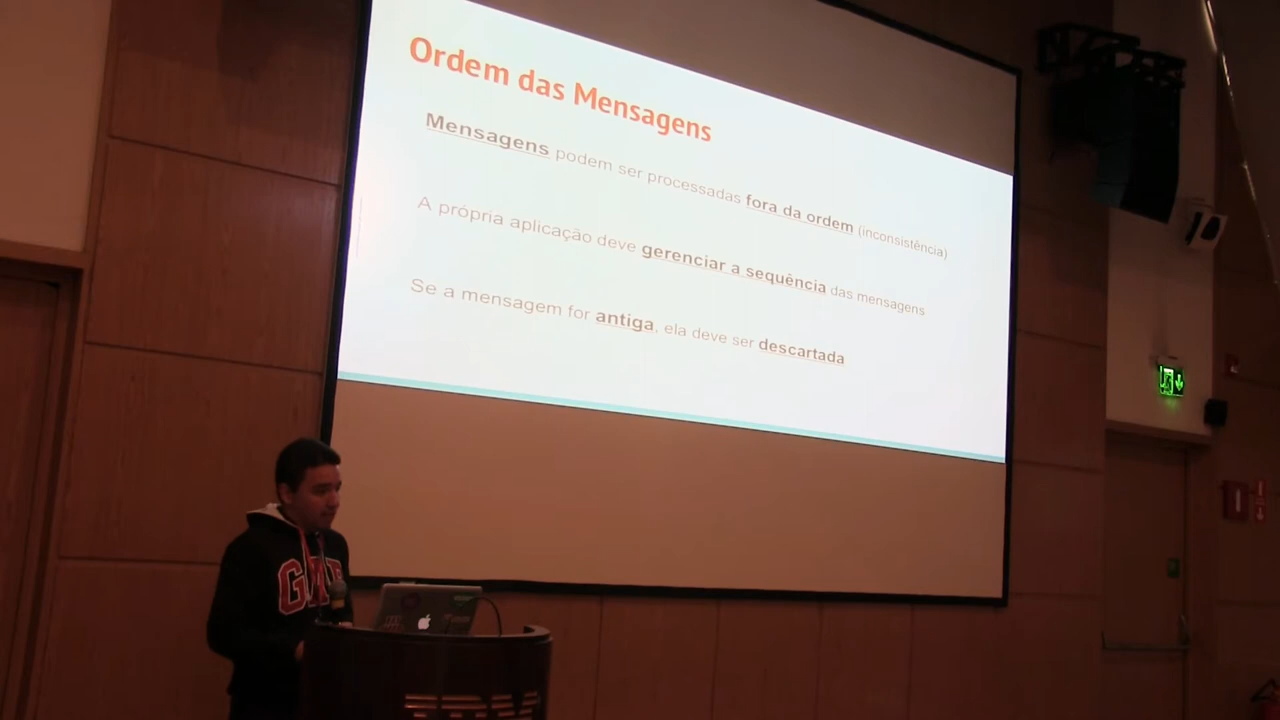 Ordem das Mensagens
Mensagens podem ser processadas fora da ordem (inconsistência)
A própria aplicação deve gerenciar a sequência das mensagens
Se a mensagem for antiga, ela deve ser descartada